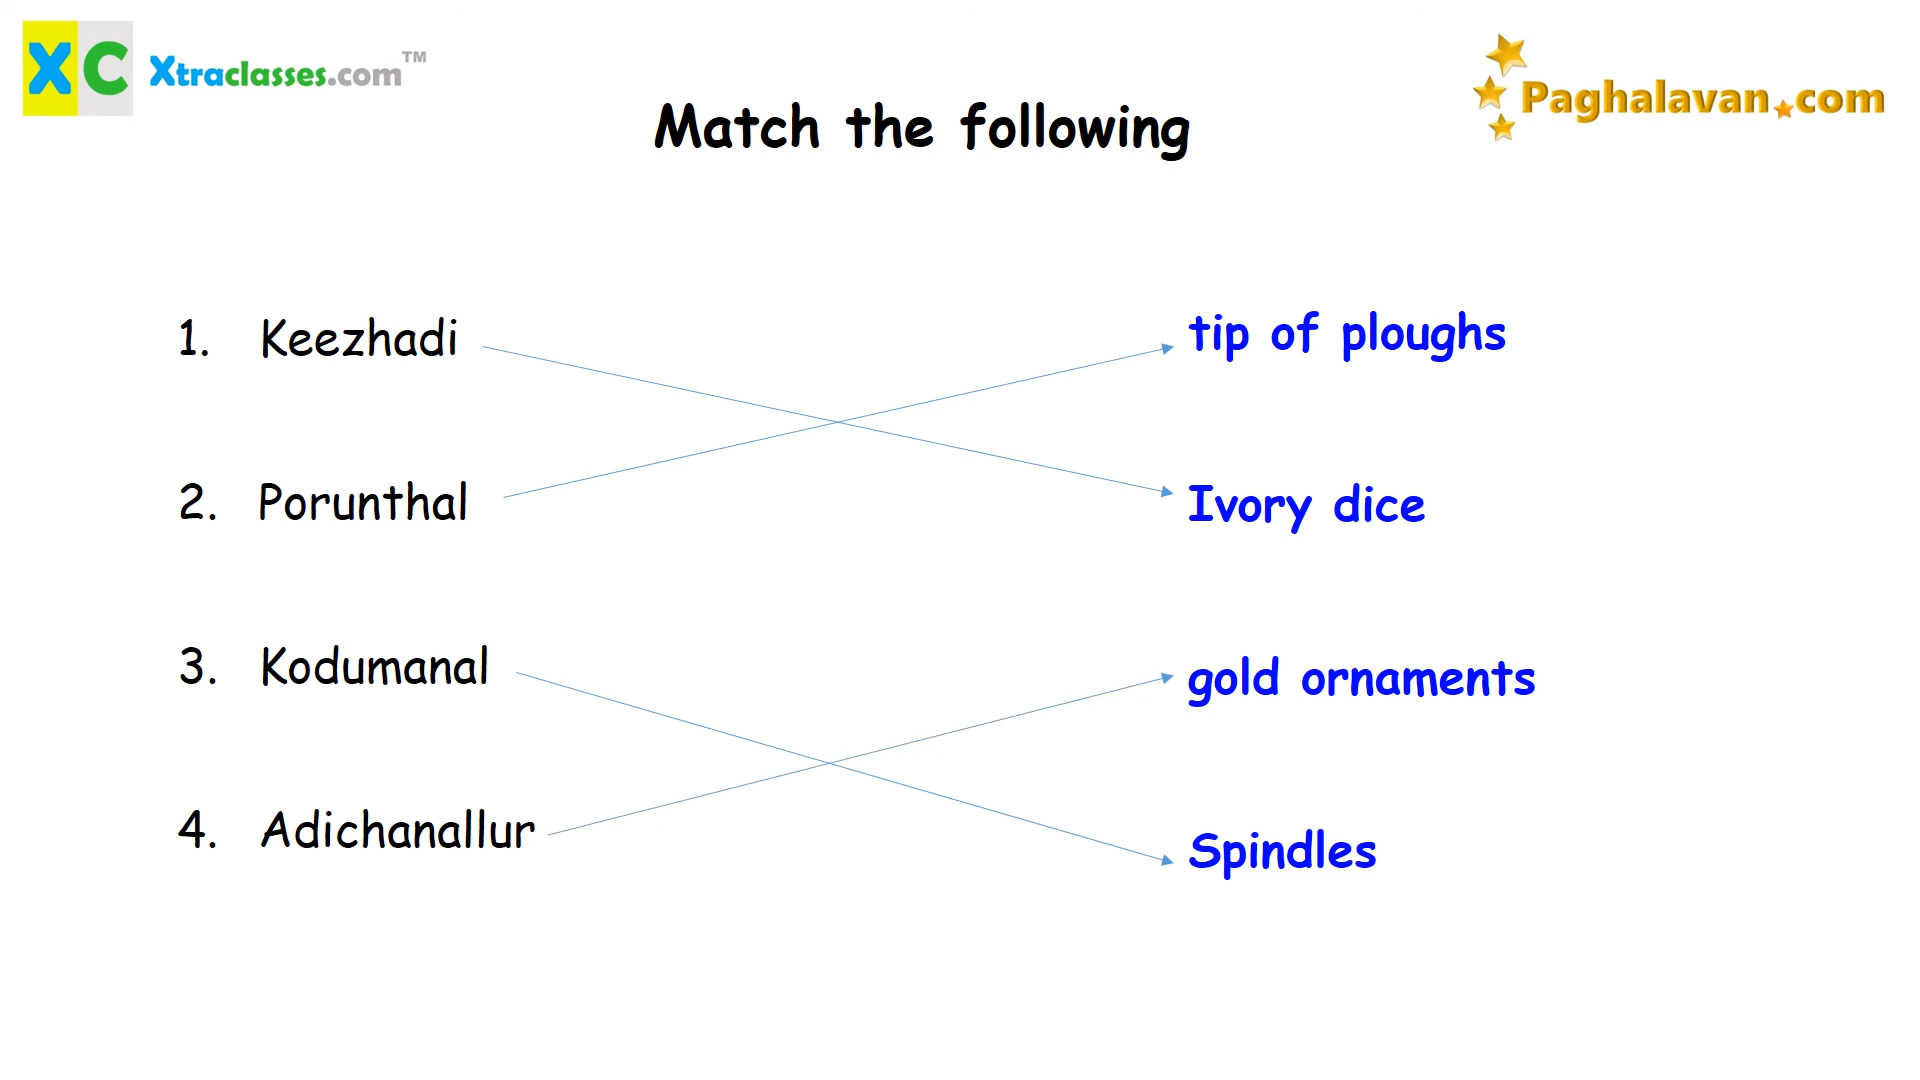 XC Xtraclasses.com™
Paghalavan.com
Match the following
1. Keezhadi
tip of ploughs
2. Porunthal
Ivory dice
3. Kodumanal
gold ornaments
4. Adichanallur
Spindles